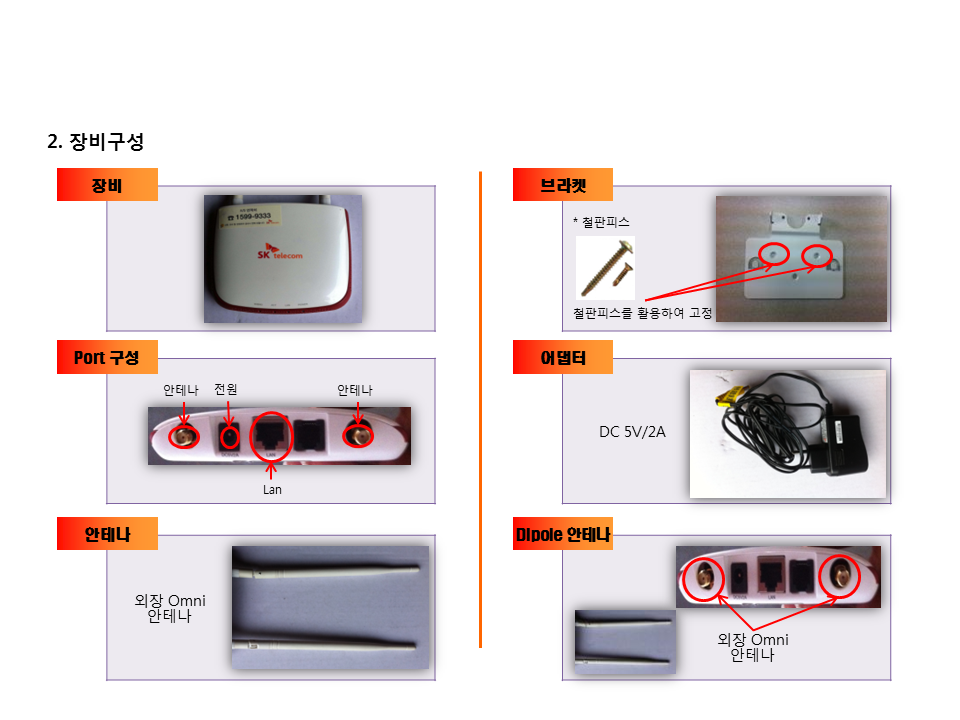 2. 장비구성
장비
1599-9333
SK telecom
Port 구성
안테나
전원
안테나
LAN
Lan
안테나
외장 Omni
안테나
브라켓
* 철판피스
철판피스를 활용하여 고정
어댑터
DC 5V/2A
Dipole 안테나
LAN
외장 Omni
안테나